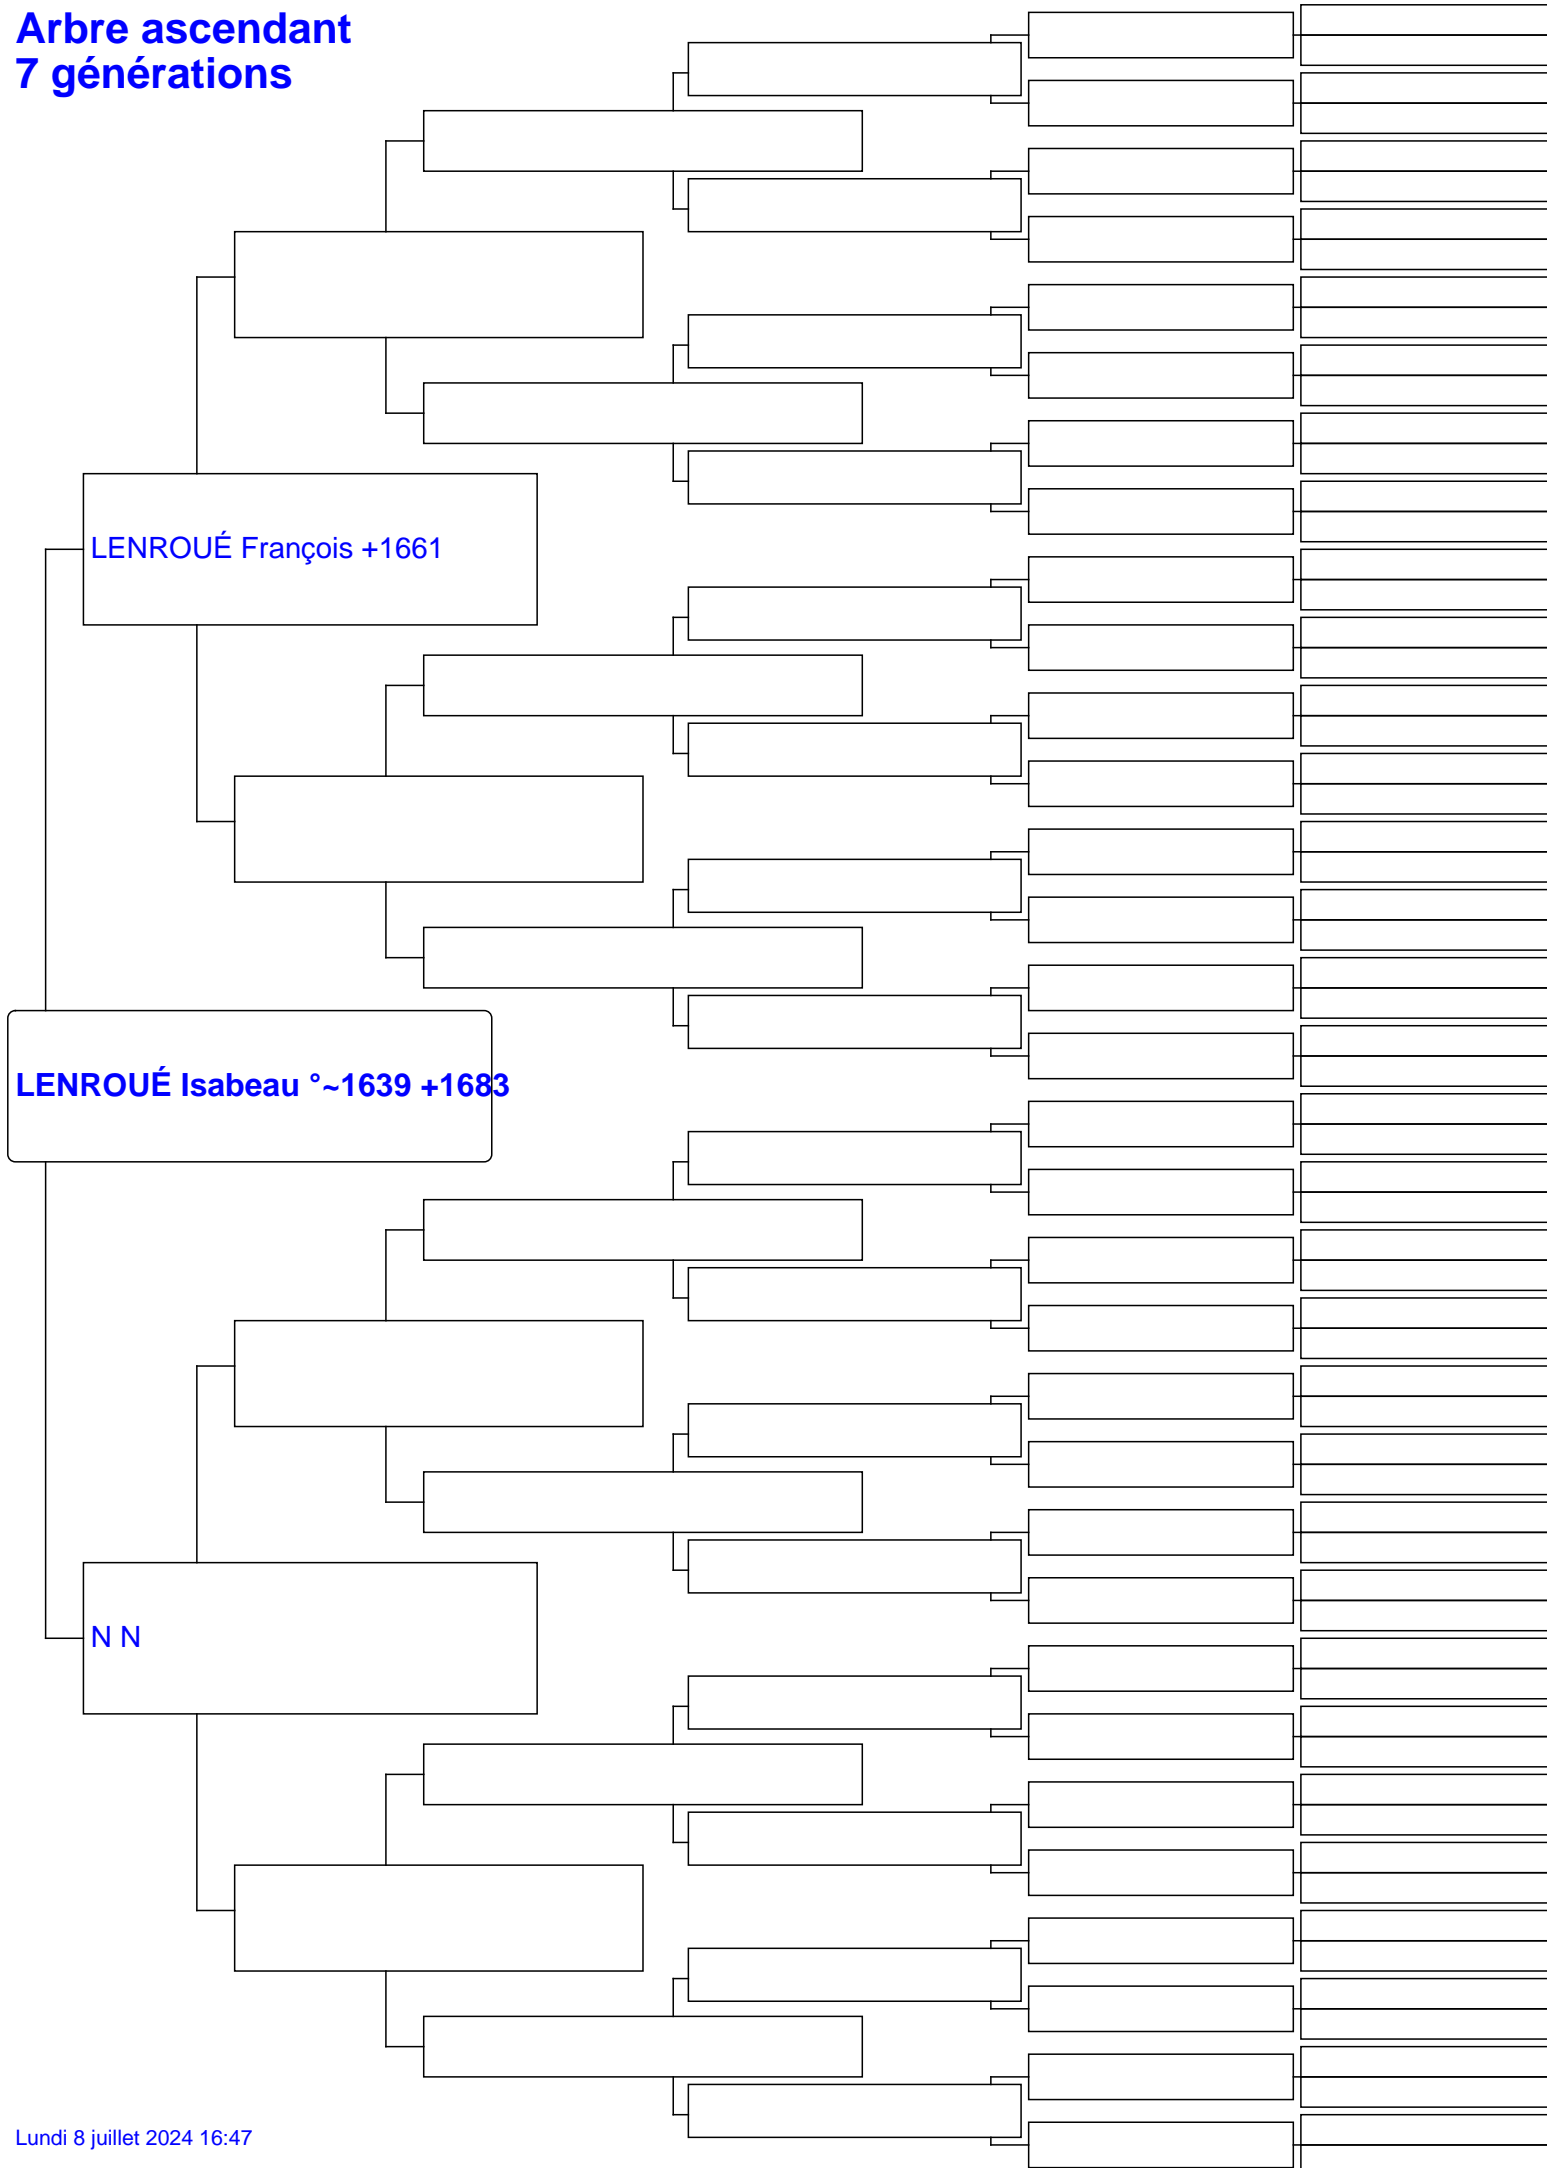 Arbre ascendant
7 générations
LENROUÉ François +1661
LENROUÉ Isabeau °~1639 +1683
N N
Lundi 8 juillet 2024 16:47